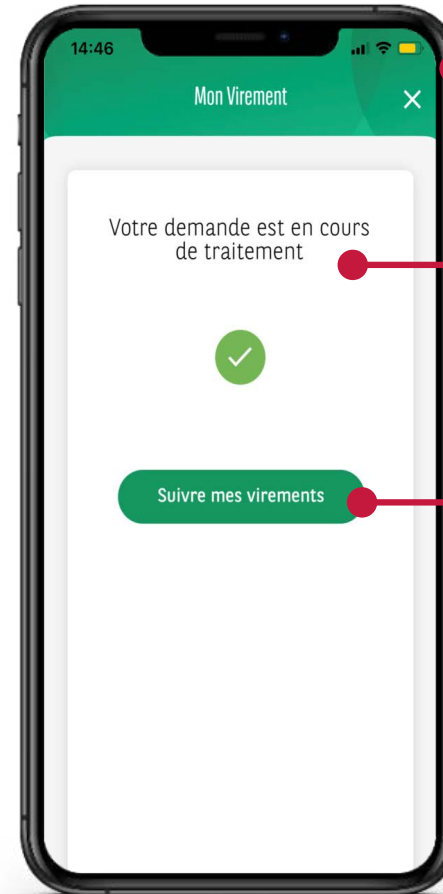 14:46
Mon Virement
Votre demande est en cours
de traitement
Suivre mes virements